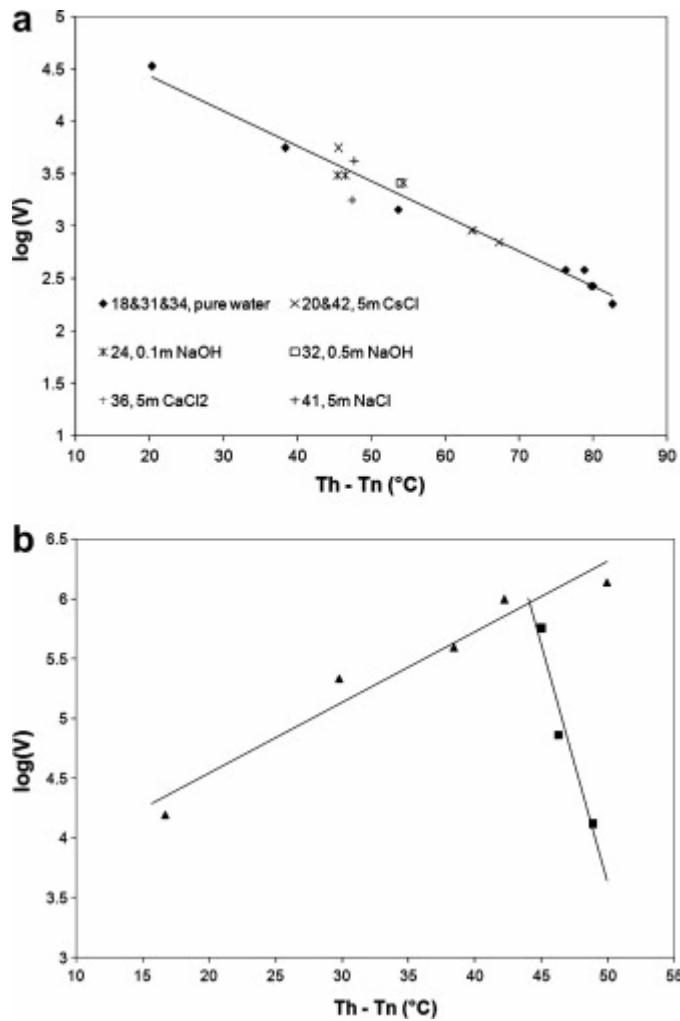 a
5
4.5
4
3.5
3
2.5
2
1.5
1
log (V)
18&31&34, pure water
20&42, 5m CsCl
24, 0.1m NaOH
32, 0.5m NaOH
36, 5m CaCl2
41, 5m NaCl
10 20 30 40 50 60 70 80 90
Th - Tn (°C)
b
6.5
6
5.5
5
4.5
4
3.5
3
log(V)
10 15 20 25 30 35 40 45 50 55
Th - Tn (°C)